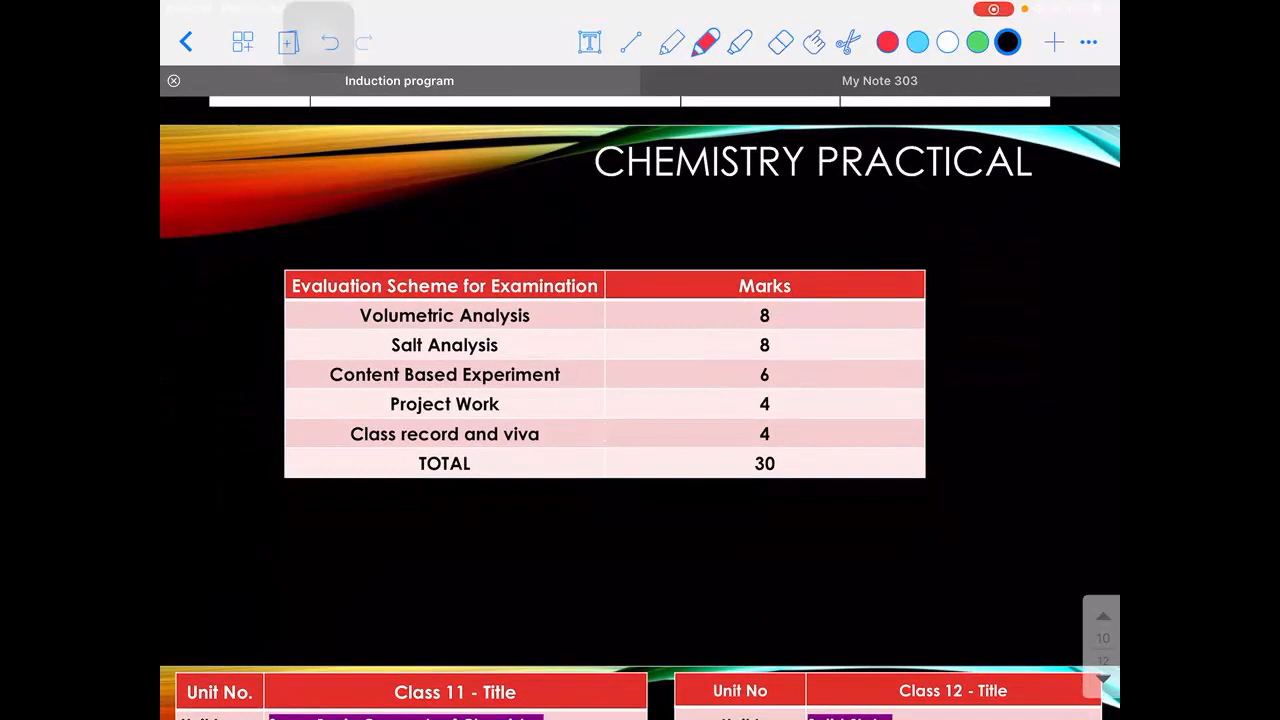 Induction program
My Note 303
CHEMISTRY PRACTICAL
Evaluation Scheme for Examination Marks
Volumetric Analysis 8
Salt Analysis 8
Content Based Experiment 6
Project Work 4
Class record and viva 4
TOTAL 30
10
12
Unit No. Class 11 - Title
Unit No Class 12 - Title